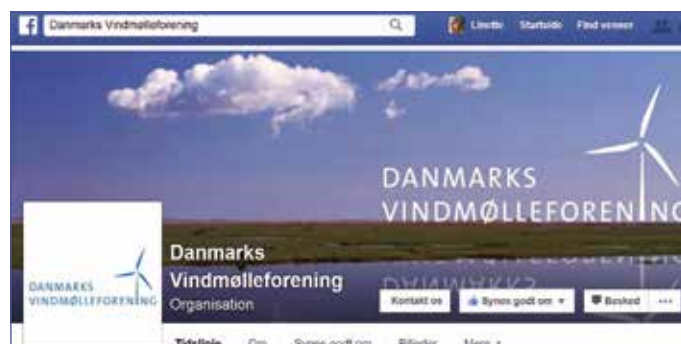 Danmarks Vindmølleforening
Linette Startside Find venner
DANMARKS
VINDMØLLEFORENING
DANMARKS
VINDMØLLEFORENING
Danmarks
Vindmølleforening
Organisation
Kontakt os Synes godt om Besked ...
Tidslinje Om Synes godt om Billeder Mere